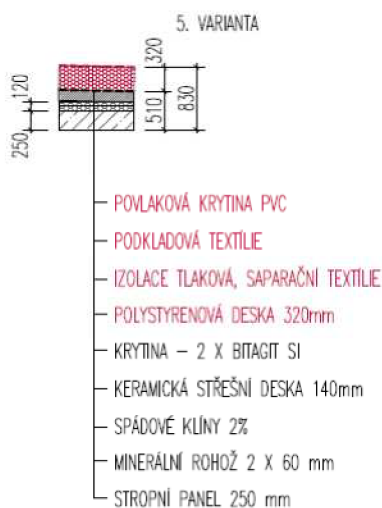 5. VARIANTA
320
120
510
830
250
POVLAKOVÁ KRYTINA PVC
PODKLADOVÁ TEXTÍLIE
IZOLACE TLAKOVÁ, SAPARAČNÍ TEXTÍLIE
POLYSTYRENOVÁ DESKA 320mm
KRYTINA – 2 X BITAGIT SI
KERAMICKÁ STŘEŠNÍ DESKA 140mm
SPÁDOVÉ KLÍNY 2%
MINERÁLNÍ ROHOŽ 2 X 60 mm
STROPNÍ PANEL 250 mm